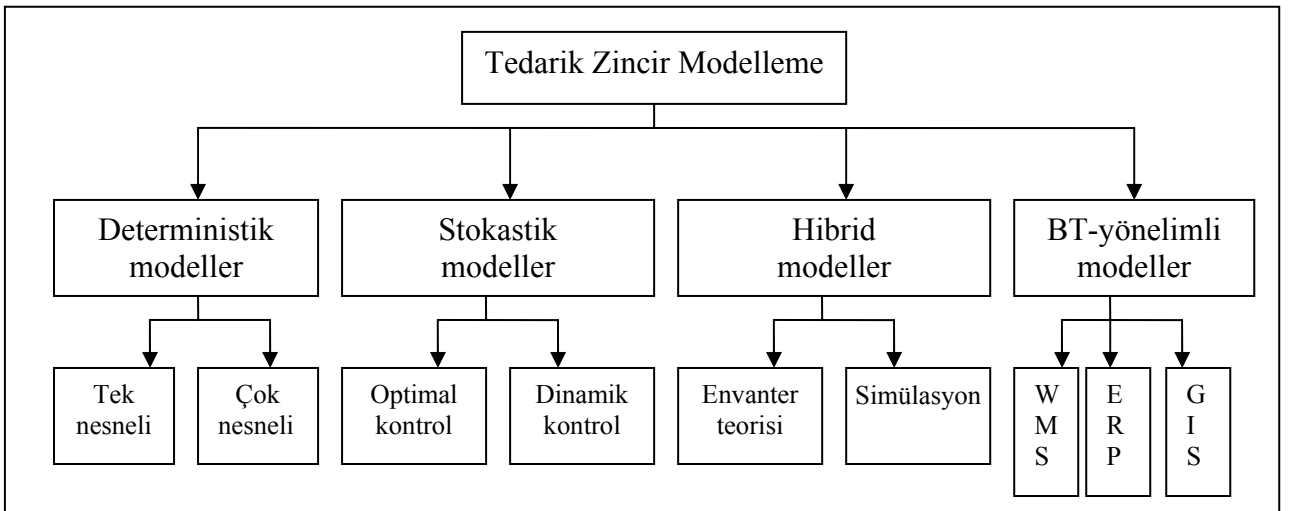 Tedarik Zincir Modelleme
Deterministik
modeller
Stokastik
modeller
Hibrid
modeller
BT-yönelimli
modeller
Tek
nesneli
Çok
nesneli
Optimal
kontrol
Dinamik
kontrol
Envanter
teorisi
Simülasyon
W
M
S
E
R
P
G
I
S